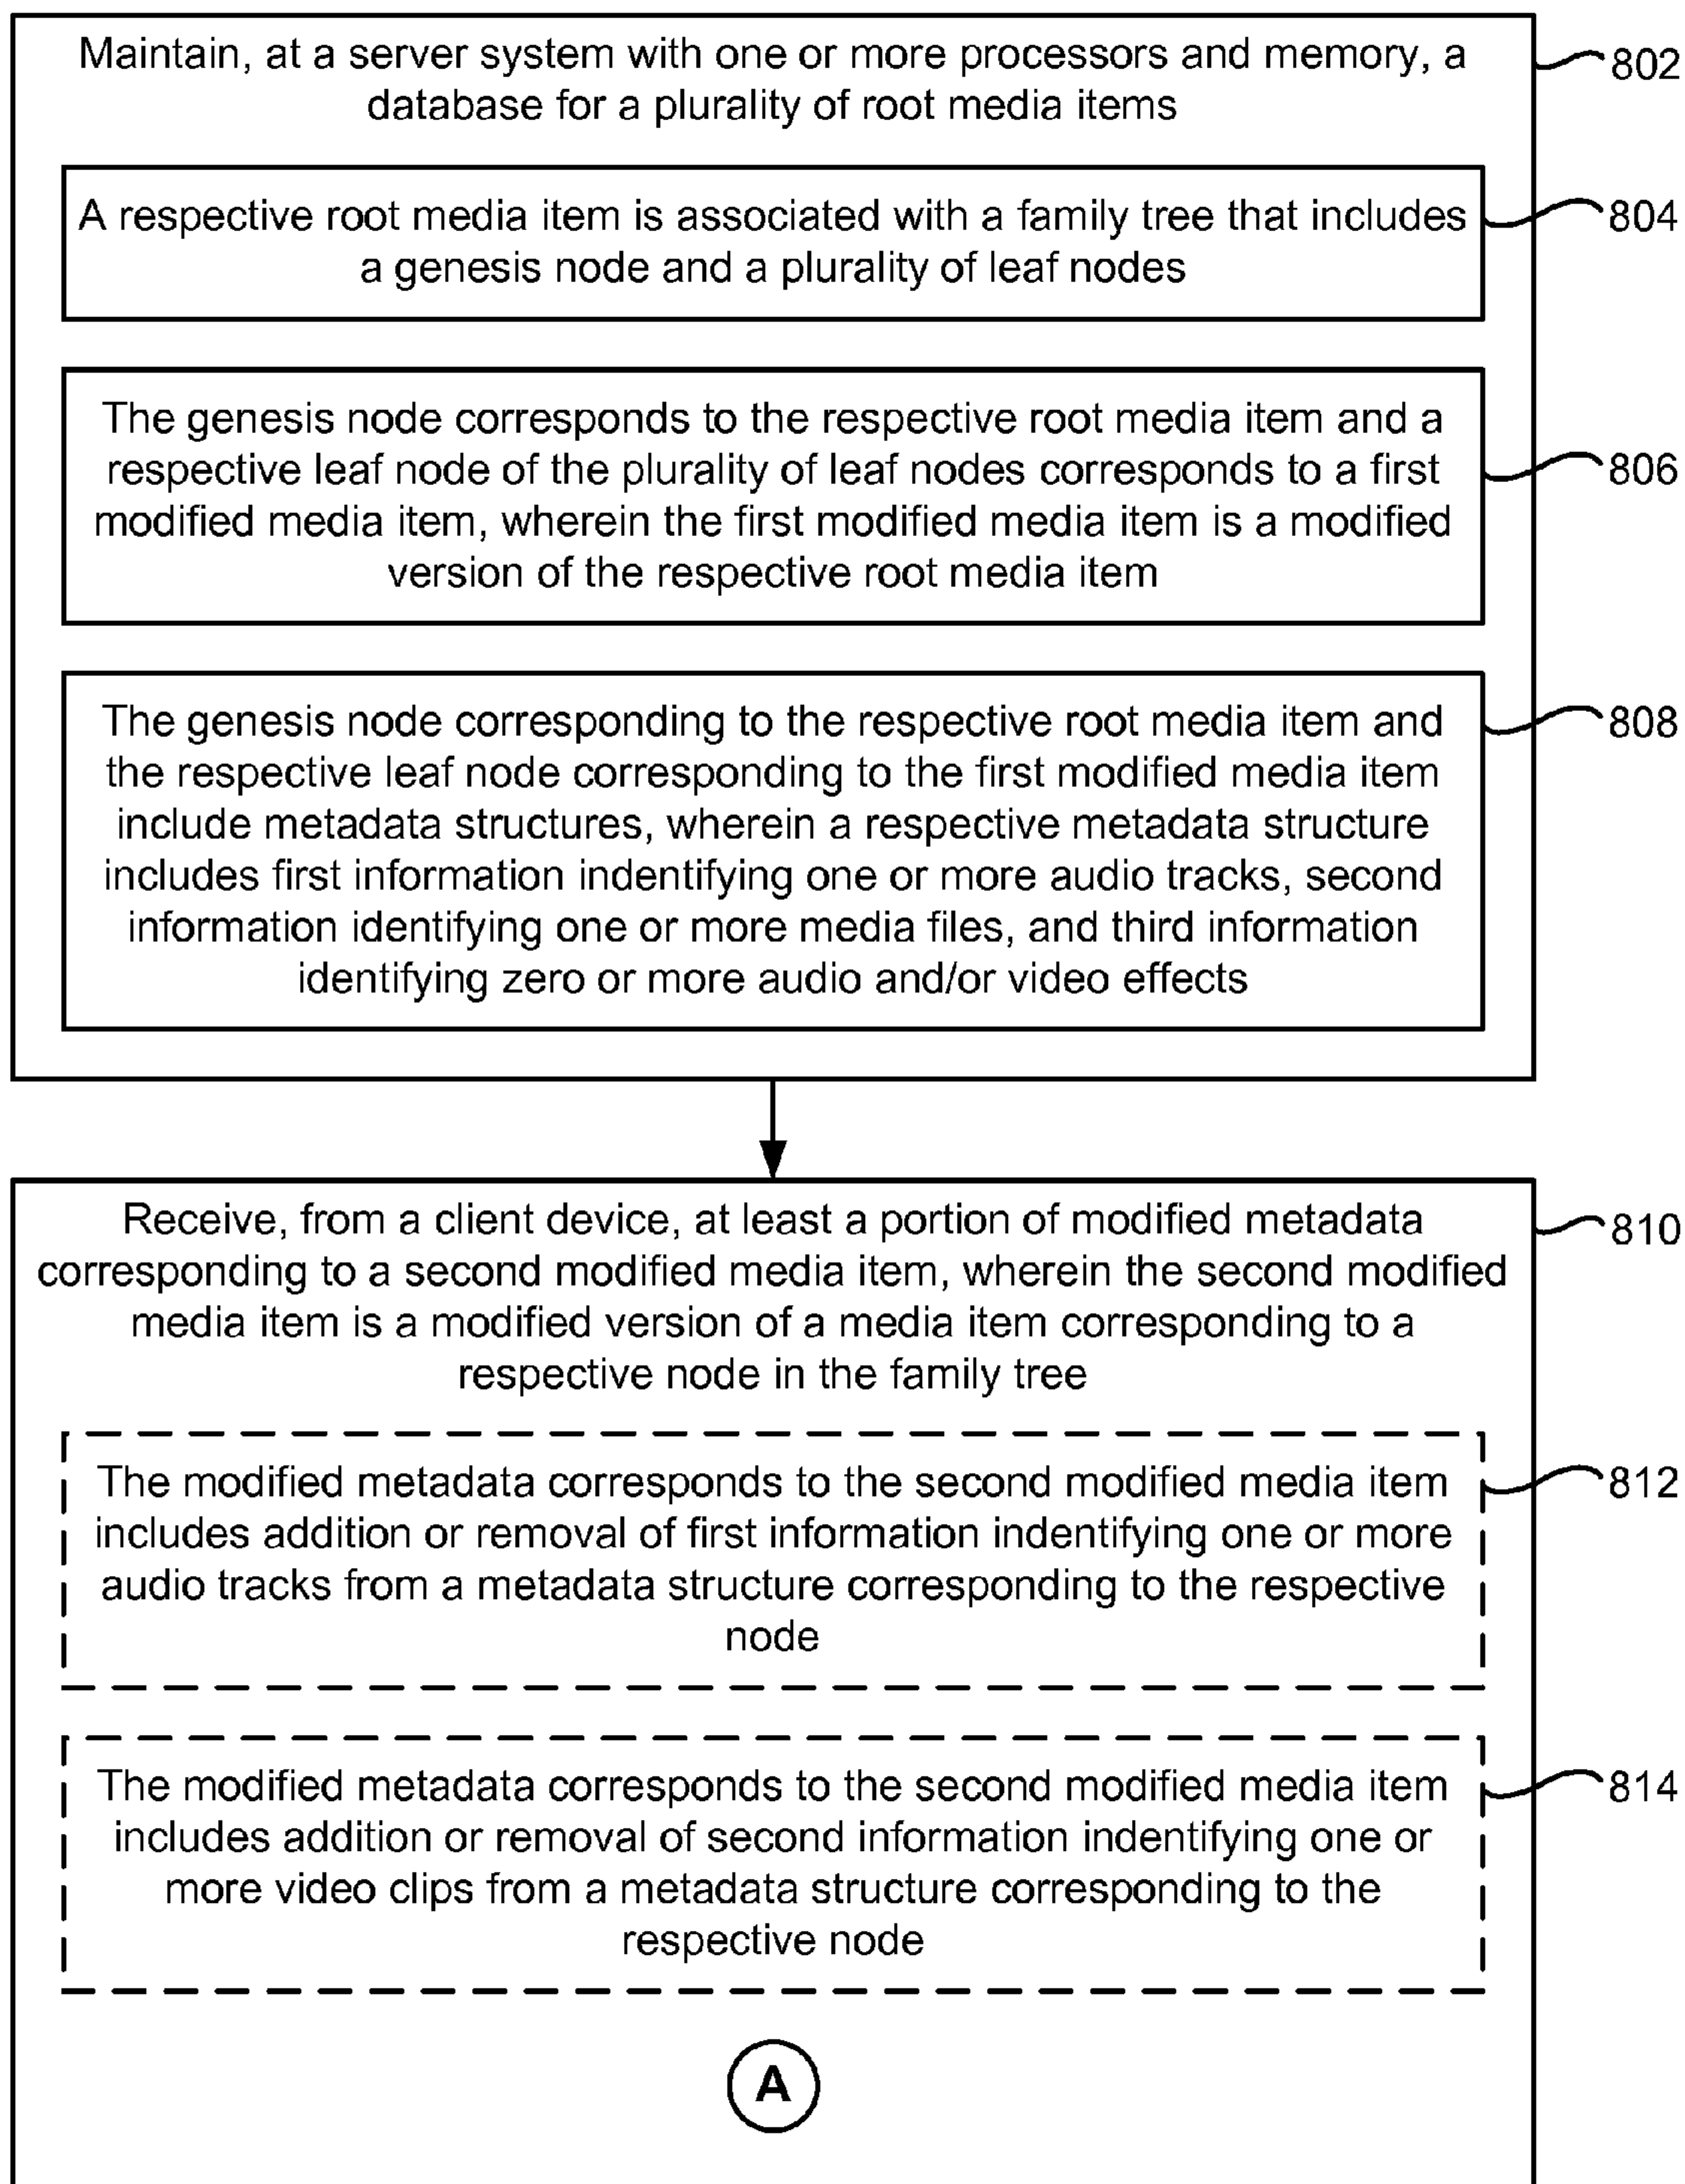 Maintain, at a server system with one or more processors and memory, a
database for a plurality of root media items
802
A respective root media item is associated with a family tree that includes
a genesis node and a plurality of leaf nodes
804
The genesis node corresponds to the respective root media item and a
respective leaf node of the plurality of leaf nodes corresponds to a first
modified media item, wherein the first modified media item is a modified
version of the respective root media item
806
The genesis node corresponding to the respective root media item and
the respective leaf node corresponding to the first modified media item
include metadata structures, wherein a respective metadata structure
includes first information indentifying one or more audio tracks, second
information identifying one or more media files, and third information
identifying zero or more audio and/or video effects
808
Receive, from a client device, at least a portion of modified metadata
corresponding to a second modified media item, wherein the second modified
media item is a modified version of a media item corresponding to a
respective node in the family tree
810
The modified metadata corresponds to the second modified media item
includes addition or removal of first information indentifying one or more
audio tracks from a metadata structure corresponding to the respective
node
812
The modified metadata corresponds to the second modified media item
includes addition or removal of second information indentifying one or
more video clips from a metadata structure corresponding to the
respective node
814
A